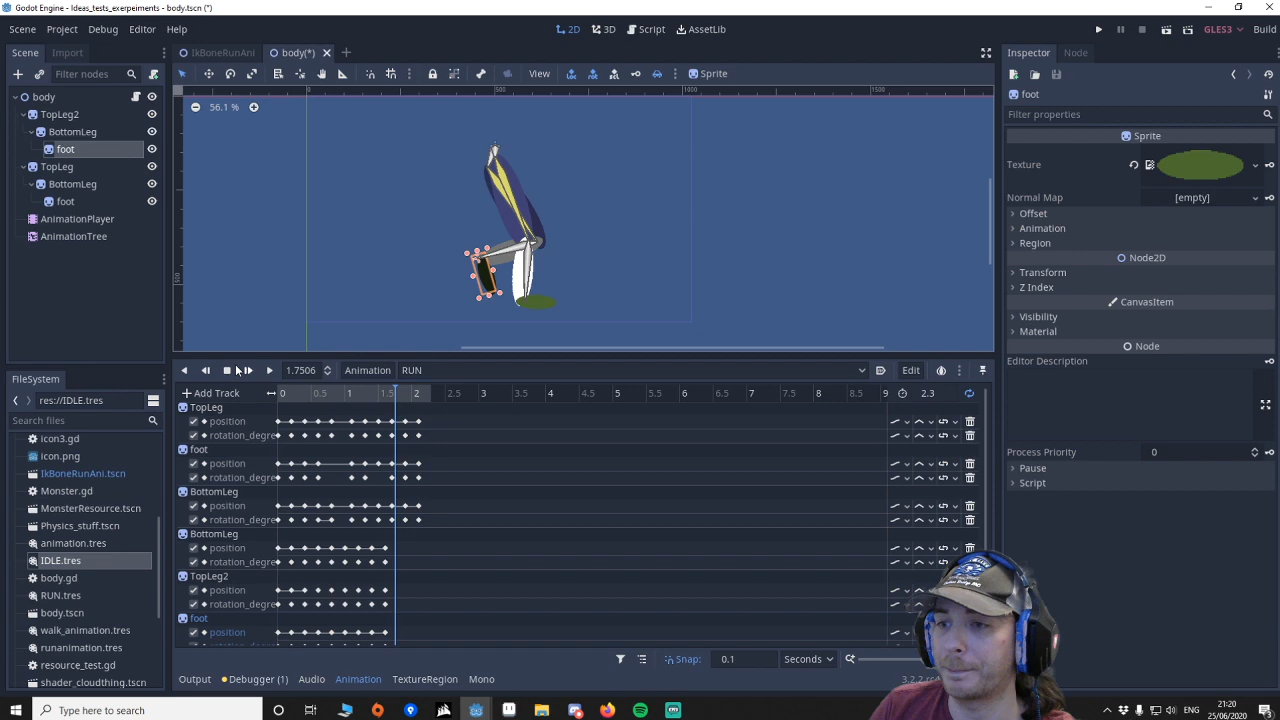 Godot Engine - Ideas_tests_exerpeiments - body.tscn (*)
Scene Project Debug Editor Help
2D 3D Script AssetLib
GLES3 Build
Scene Import
IkBoneRunAni body(*)
Inspector Node
Filter nodes
View Sprite
56.1 %
0 500 1000 1500
500
body
TopLeg2
BottomLeg
foot
TopLeg
BottomLeg
foot
AnimationPlayer
AnimationTree
foot
Filter properties
Sprite
Texture
Normal Map [empty]
Offset
Animation
Region
Node2D
Transform
Z Index
CanvasItem
Visibility
Material
Node
Editor Description
Process Priority 0
Pause
Script
FileSystem
res://IDLE.tres
Search files
icon3.gd
icon.png
IkBoneRunAni.tscn
Monster.gd
MonsterResource.tscn
Physics_stuff.tscn
animation.tres
IDLE.tres
body.gd
RUN.tres
body.tscn
walk_animation.tres
runanimation.tres
resource_test.gd
shader_cloudthing.tscn
1.7506 Animation RUN Edit
Add Track 0 0.5 1 1.5 2 2.5 3 3.5 4 4.5 5 5.5 6 6.5 7 7.5 8 8.5 9 2.3
TopLeg
position
rotation_degre
foot
position
rotation_degre
BottomLeg
position
rotation_degre
BottomLeg
position
rotation_degre
TopLeg2
position
rotation_degre
foot
position
Snap: 0.1 Seconds
Output Debugger (1) Audio Animation TextureRegion Mono
Type here to search
21:20
25/06/2020